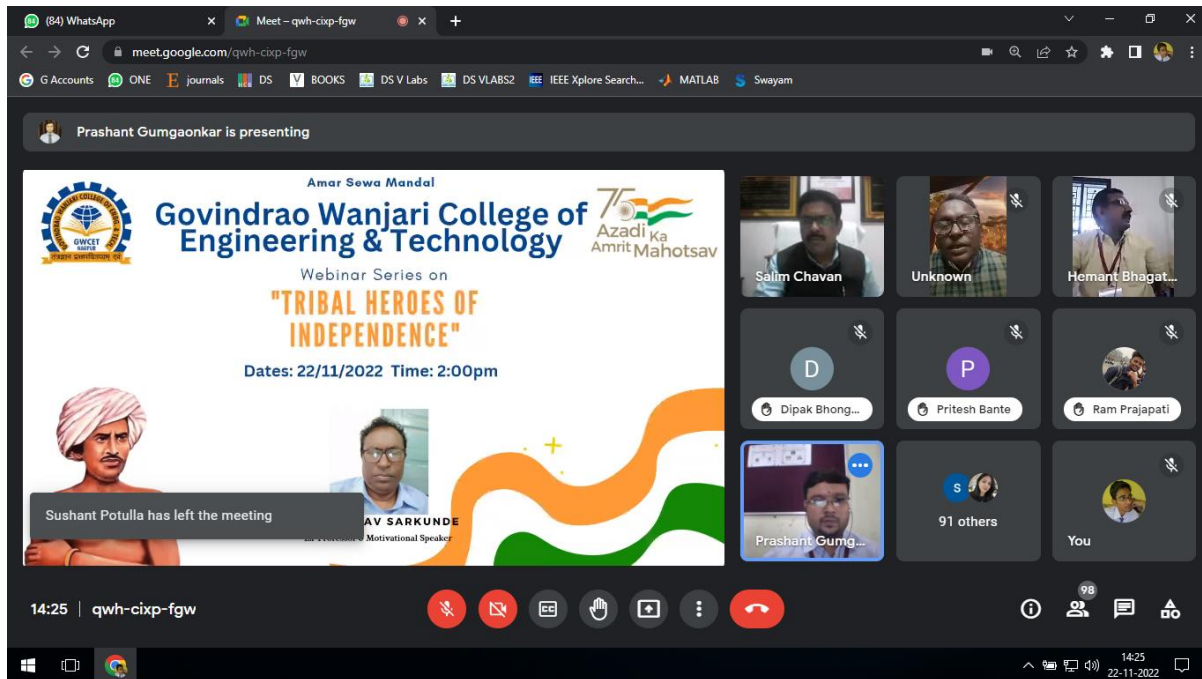 (84) WhatsApp
Meet – qwh-cixp-fgw
meet.google.com/qwh-cixp-fgw
G Accounts
ONE
journals
DS
BOOKS
DS V Labs
DS VLABS2
IEEE Xplore Search...
MATLAB
Swayam
Prashant Gumgaonkar is presenting
Amar Sewa Mandal
Govindrao Wanjari College of
Engineering & Technology
GWCET
NAGPUR
75
Azadi Ka
Amrit Mahotsav
Webinar Series on
"TRIBAL HEROES OF
INDEPENDENCE"
Dates: 22/11/2022 Time: 2:00pm
AV SARKUNDE
Motivational Speaker
Sushant Potulla has left the meeting
Salim Chavan
Unknown
Hemant Bhagat...
D
Dipak Bhong...
P
Pritesh Bante
Ram Prajapati
Prashant Gumg...
S
91 others
You
14:25 | qwh-cixp-fgw
98
14:25
22-11-2022